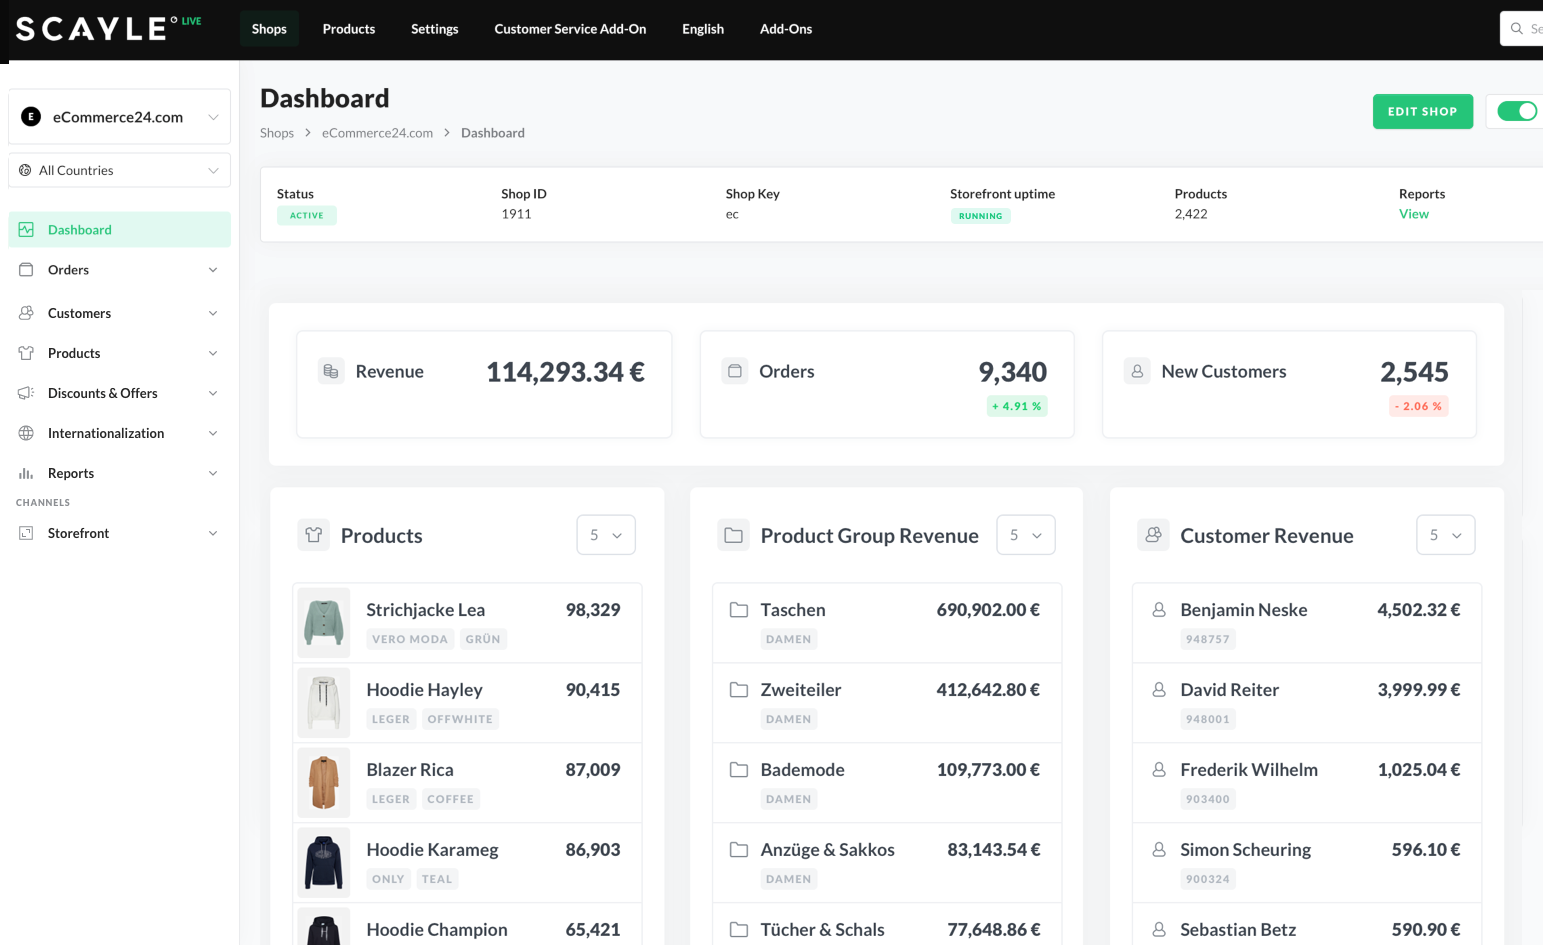 SCAYLE LIVE
Shops Products Settings Customer Service Add-On English Add-Ons
E eCommerce24.com
All Countries
Dashboard
Orders
Customers
Products
Discounts & Offers
Internationalization
Reports
CHANNELS
Storefront
Dashboard
Shops > eCommerce24.com > Dashboard
EDIT SHOP
Status Shop ID Shop Key Storefront uptime Products Reports
ACTIVE 1911 ec RUNNING 2,422 View
Revenue 114,293.34 €
Orders 9,340
+ 4.91 %
New Customers 2,545
- 2.06 %
Products 5
Strichjacke Lea 98,329
VERO MODA GRÜN
Hoodie Hayley 90,415
LEGER OFFWHITE
Blazer Rica 87,009
LEGER COFFEE
Hoodie Karameg 86,903
ONLY TEAL
Hoodie Champion 65,421
Product Group Revenue 5
Taschen 690,902.00 €
DAMEN
Zweiteiler 412,642.80 €
DAMEN
Bademode 109,773.00 €
DAMEN
Anzüge & Sakkos 83,143.54 €
DAMEN
Tücher & Schals 77,648.86 €
Customer Revenue 5
Benjamin Neske 4,502.32 €
948757
David Reiter 3,999.99 €
948001
Frederik Wilhelm 1,025.04 €
903400
Simon Scheuring 596.10 €
900324
Sebastian Betz 590.90 €